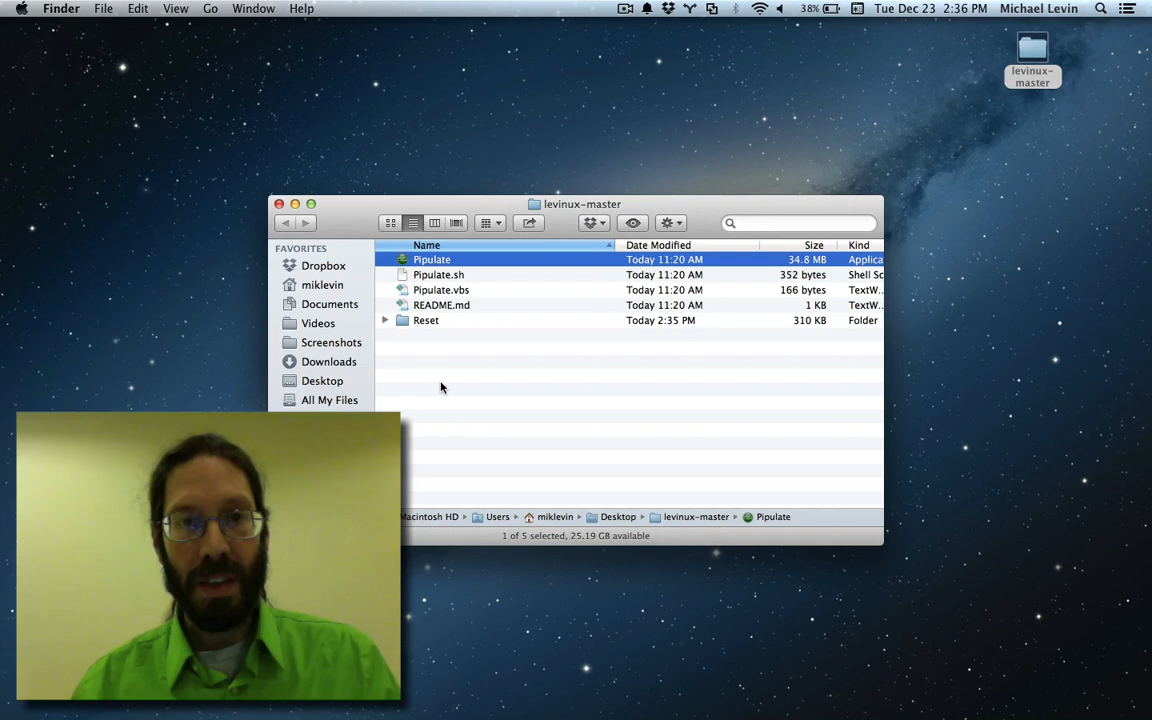 Finder File Edit View Go Window Help 38% Tue Dec 23 2:36 PM Michael Levin
levinux-
master
levinux-master
FAVORITES
Dropbox
miklevin
Documents
Videos
Screenshots
Downloads
Desktop
All My Files
Name Date Modified Size Kind
Pipulate Today 11:20 AM 34.8 MB Applica
Pipulate.sh Today 11:20 AM 352 bytes Shell Sc
Pipulate.vbs Today 11:20 AM 166 bytes TextW...
README.md Today 11:20 AM 1 KB TextW...
Reset Today 2:35 PM 310 KB Folder
Macintosh HD Users miklevin Desktop levinux-master Pipulate
1 of 5 selected, 25.19 GB available